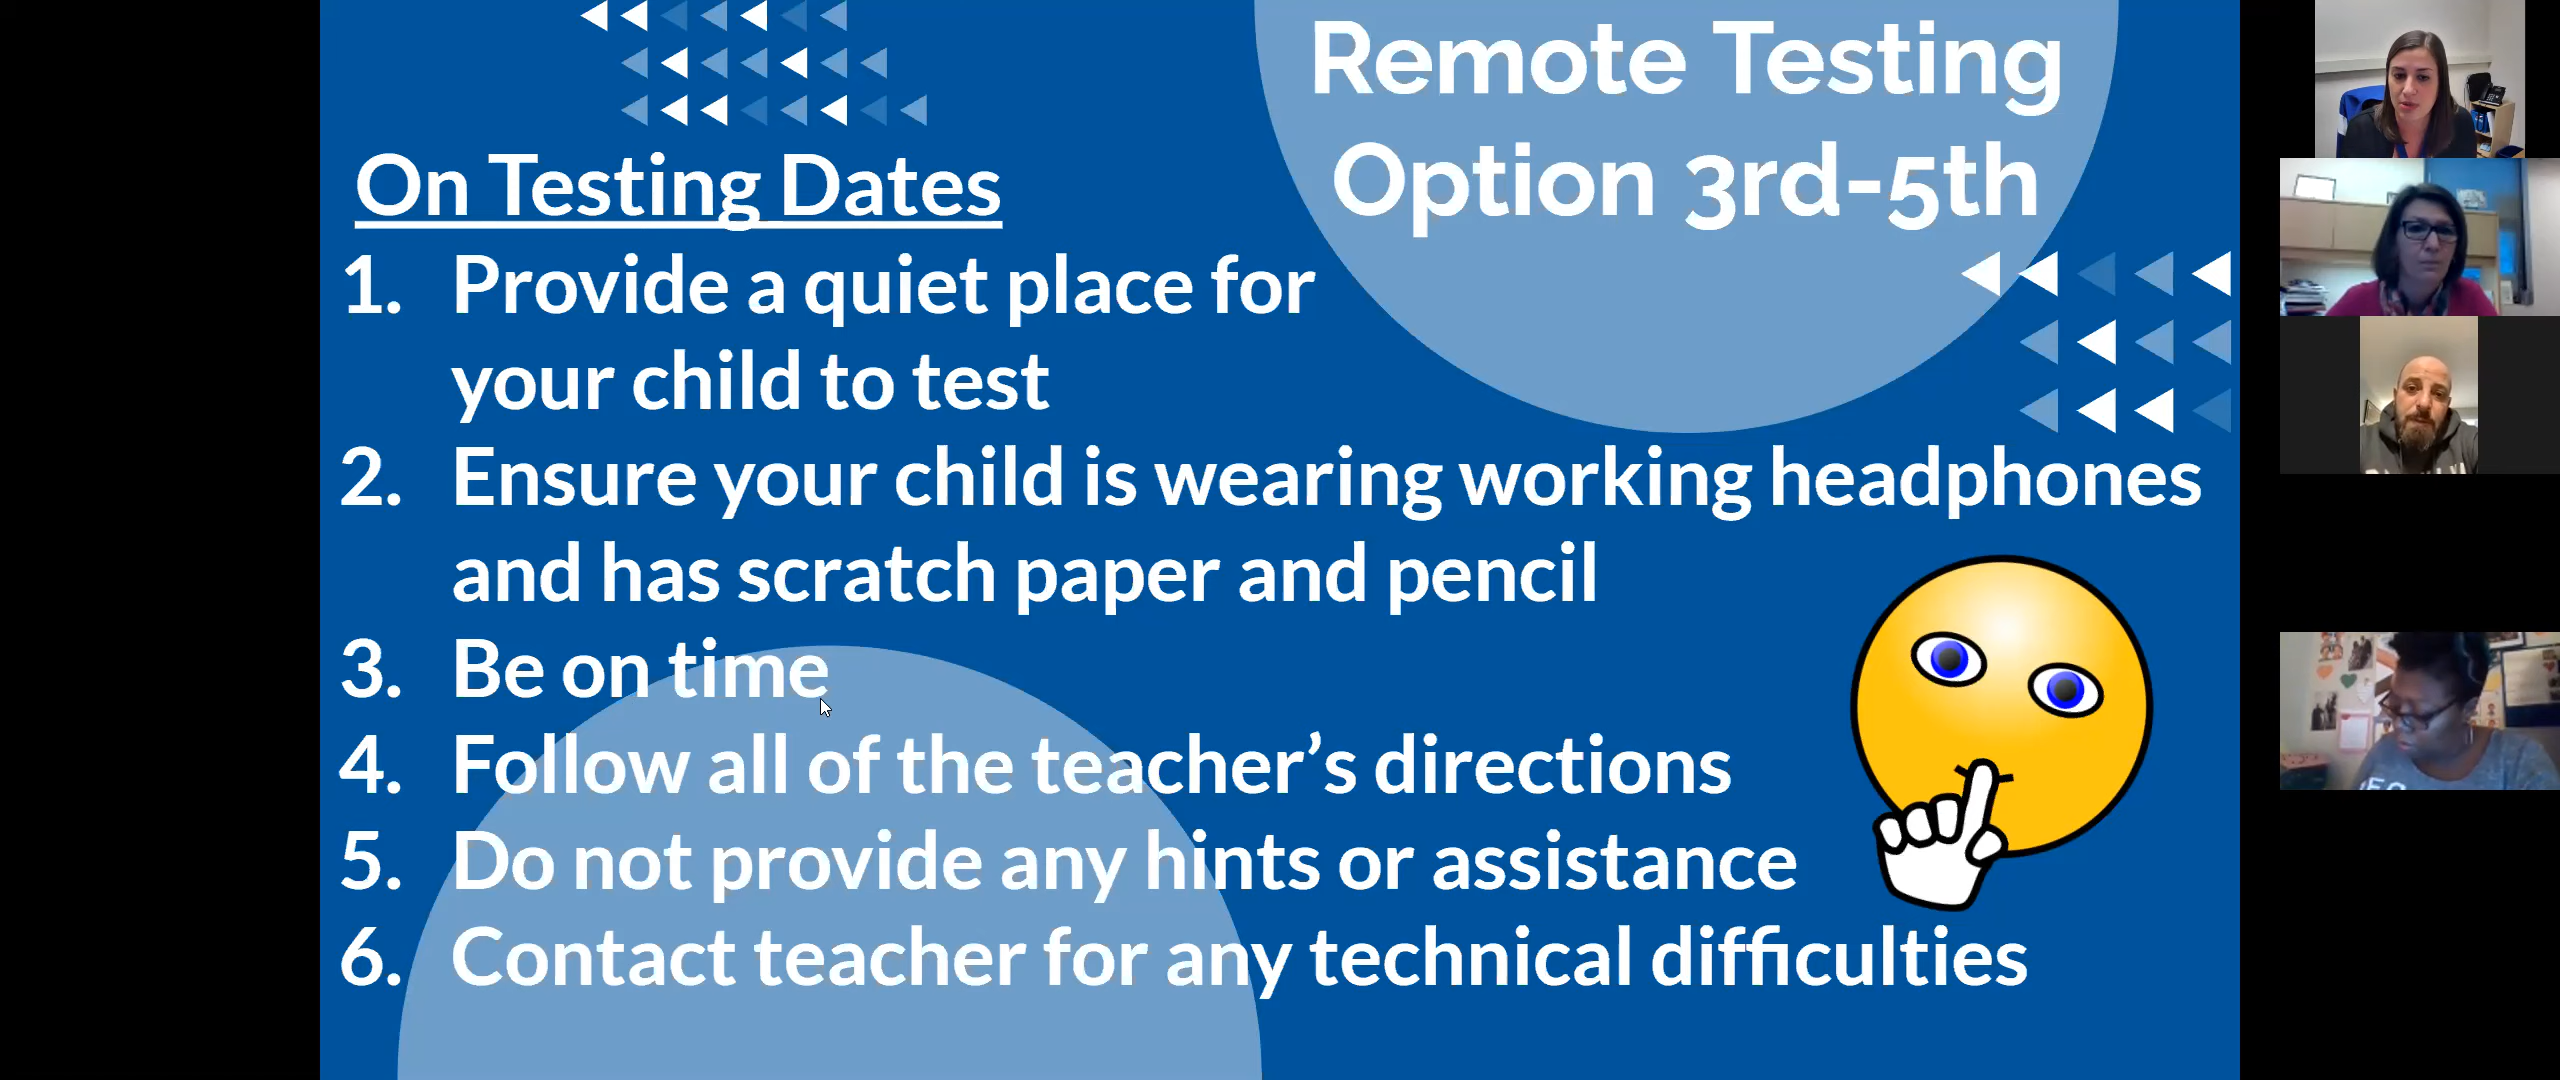 Remote Testing
Option 3rd-5th
On Testing Dates
1. Provide a quiet place for
your child to test
2. Ensure your child is wearing working headphones
and has scratch paper and pencil
3. Be on time
4. Follow all of the teacher’s directions
5. Do not provide any hints or assistance
6. Contact teacher for any technical difficulties